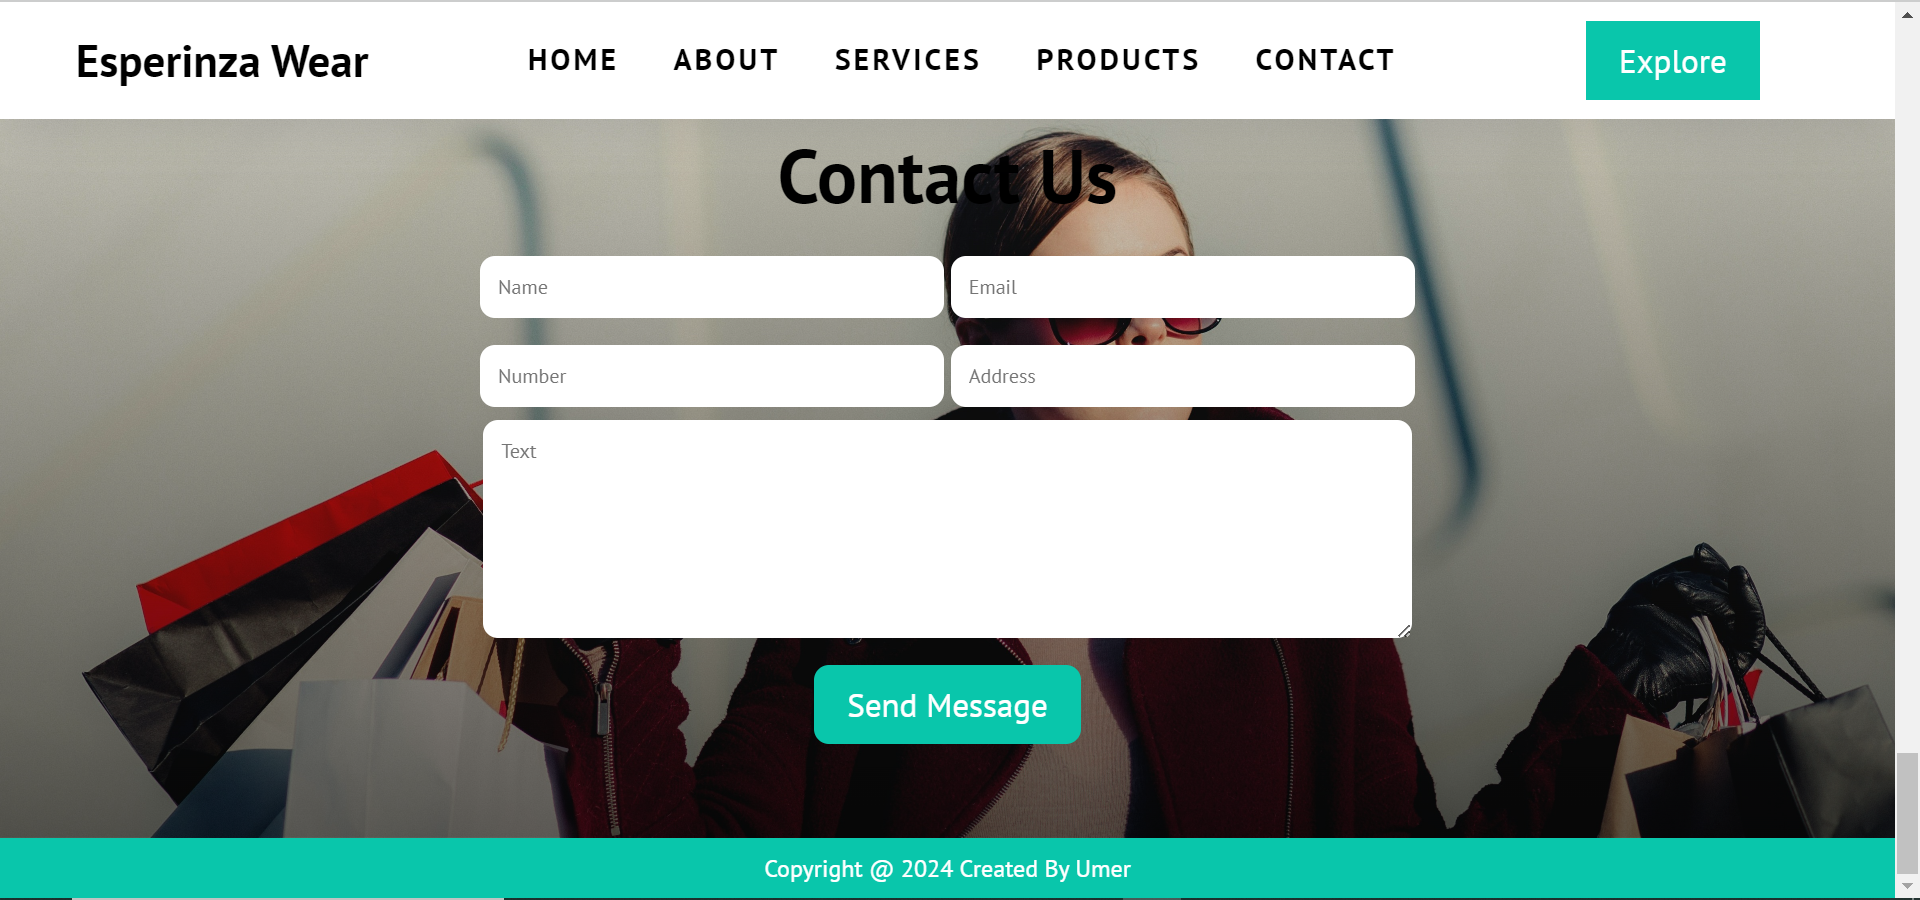 Esperinza Wear
HOME ABOUT SERVICES PRODUCTS CONTACT
Explore
Contact Us
Name
Email
Number
Address
Text
Send Message
Copyright @ 2024 Created By Umer